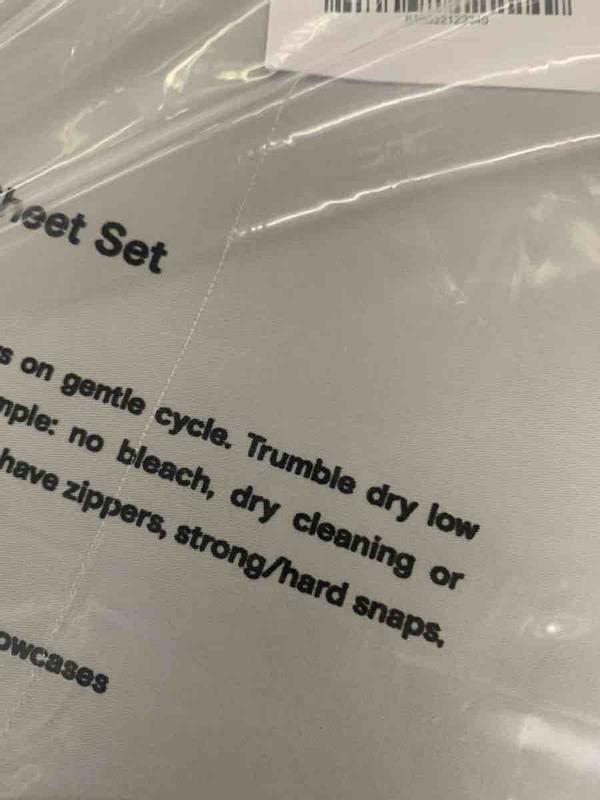 heet Set
s on gentle cycle. Trumble dry low
mple: no bleach, dry cleaning or
have zippers, strong/hard snaps,
owcases